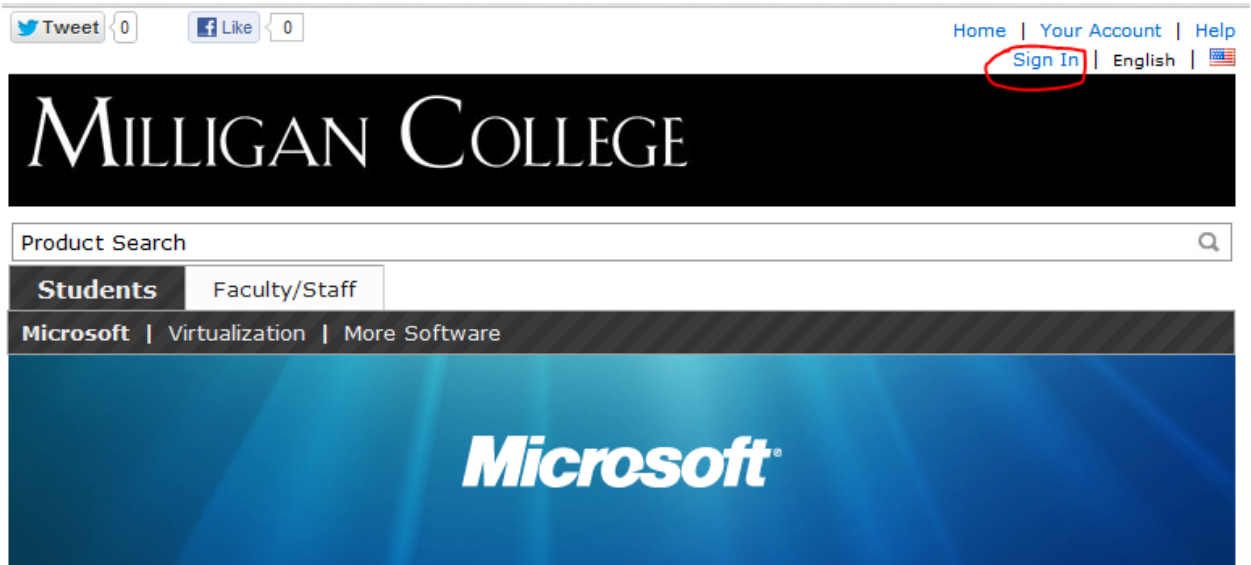 Tweet 0 Like 0 Home | Your Account | Help
Sign In | English |
MILLIGAN COLLEGE
Product Search
Students Faculty/Staff
Microsoft | Virtualization | More Software
Microsoft®